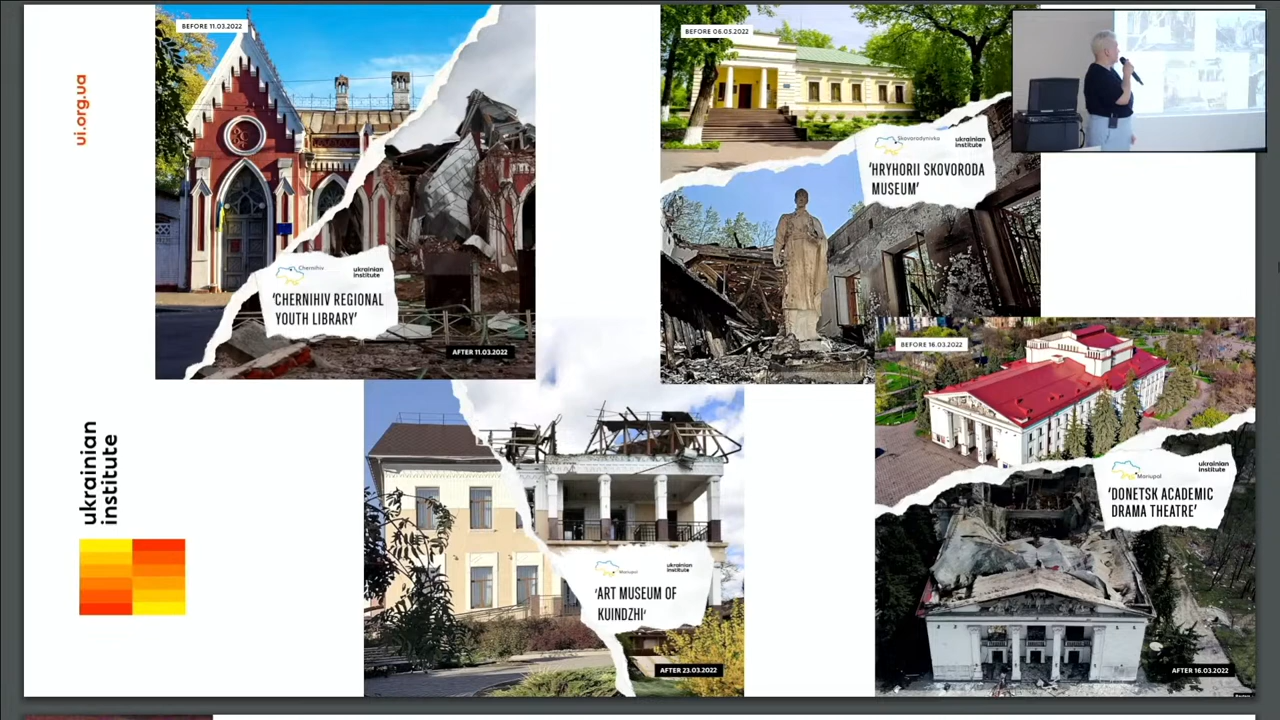 ui.org.ua
ukrainian
institute
BEFORE 11.03.2022
Chernihiv
ukrainian
institute
'CHERNIHIV REGIONAL
YOUTH LIBRARY'
AFTER 11.03.2022
BEFORE 06.05.2022
Skovorodynivka
ukrainian
institute
'HRYHORII SKOVORODA
MUSEUM'
Mariupol
ukrainian
institute
'ART MUSEUM OF
KUINDZHI'
AFTER 23.03.2022
BEFORE 16.03.2022
Mariupol
ukrainian
institute
'DONETSK ACADEMIC
DRAMA THEATRE'
AFTER 16.03.2022